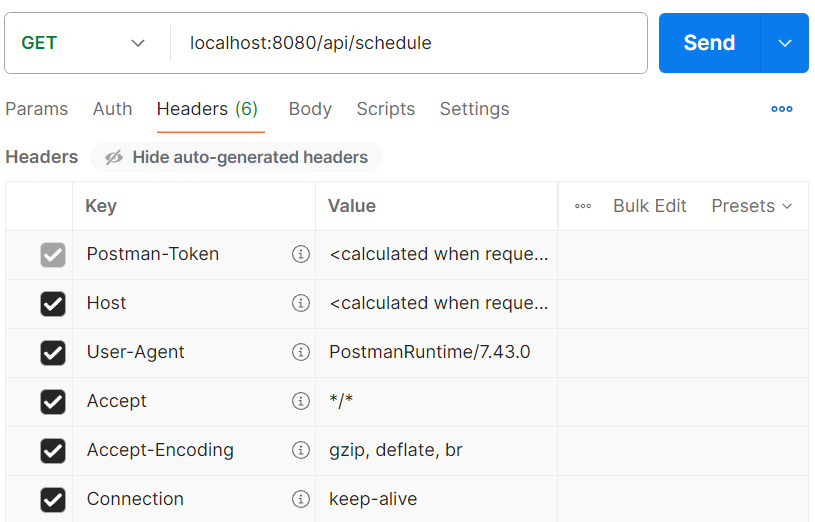 GET localhost:8080/api/schedule Send
Params Auth Headers (6) Body Scripts Settings
Headers Hide auto-generated headers
Key Value Bulk Edit Presets
Postman-Token <calculated when reque...
Host <calculated when reque...
User-Agent PostmanRuntime/7.43.0
Accept */*
Accept-Encoding gzip, deflate, br
Connection keep-alive